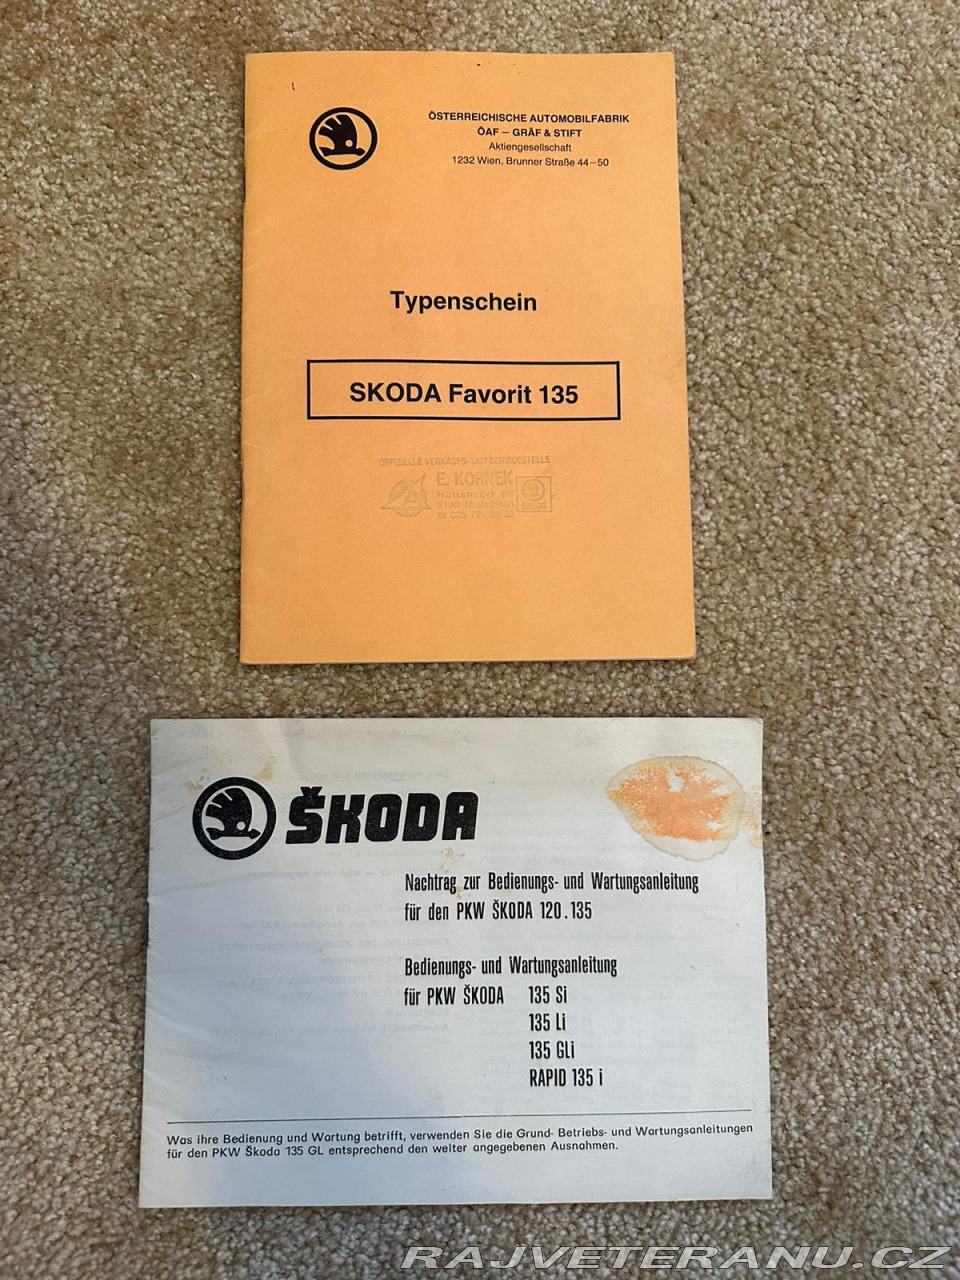 ÖSTERREICHISCHE AUTOMOBILFABRIK
ÖAF – GRÄF & STIFT
Aktiengesellschaft
1232 Wien, Brunner Straße 44–50
Typenschein
SKODA Favorit 135
OFFIZIELLE VERKAUFS- UND SERVICESTELLE
E. KORNEK
ŠKODA
Nachtrag zur Bedienungs- und Wartungsanleitung
für den PKW ŠKODA 120.135
Bedienungs- und Wartungsanleitung
für PKW ŠKODA 135 Si
135 Li
135 GLi
RAPID 135 i
Was ihre Bedienung und Wartung betrifft, verwenden Sie die Grund- Betriebs- und Wartungsanleitungen
für den PKW Škoda 135 GL entsprechend den weiter angegebenen Ausnahmen.
RAJVETERANU.CZ